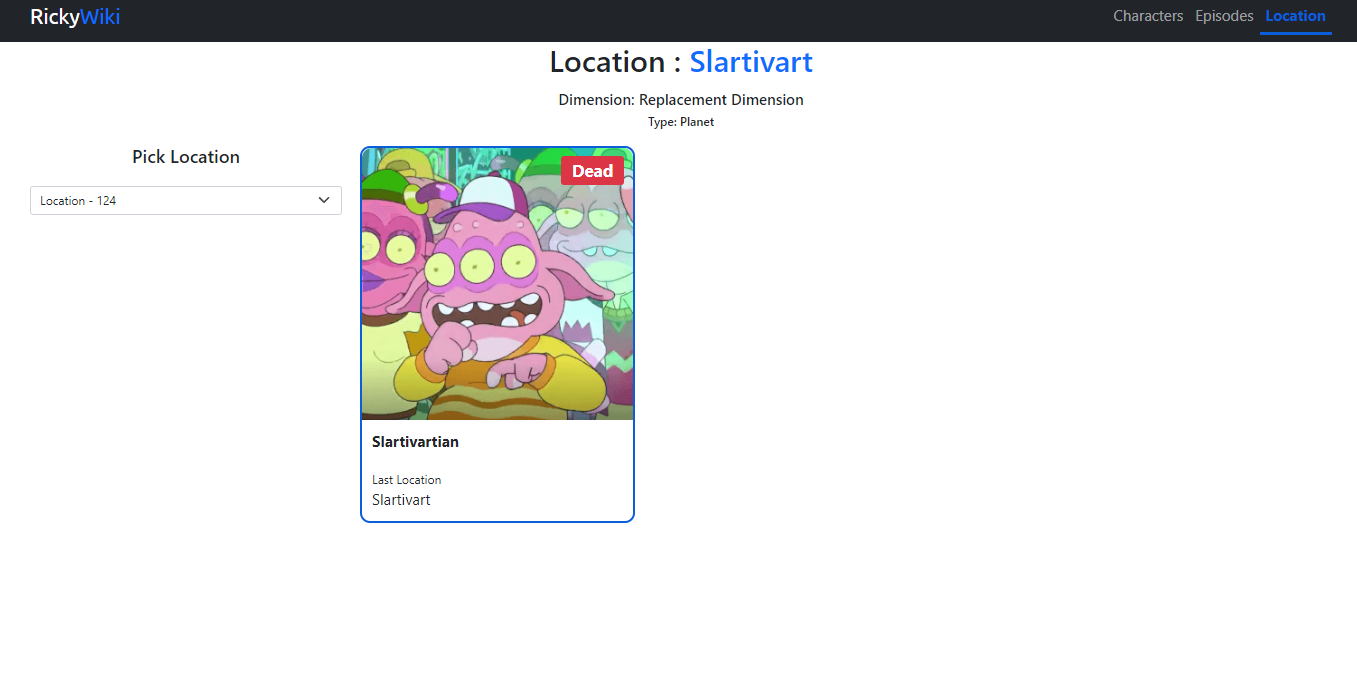 RickyWiki
Characters Episodes Location
Location : Slartivart
Dimension: Replacement Dimension
Type: Planet
Pick Location
Location - 124
Dead
Slartivartian
Last Location
Slartivart